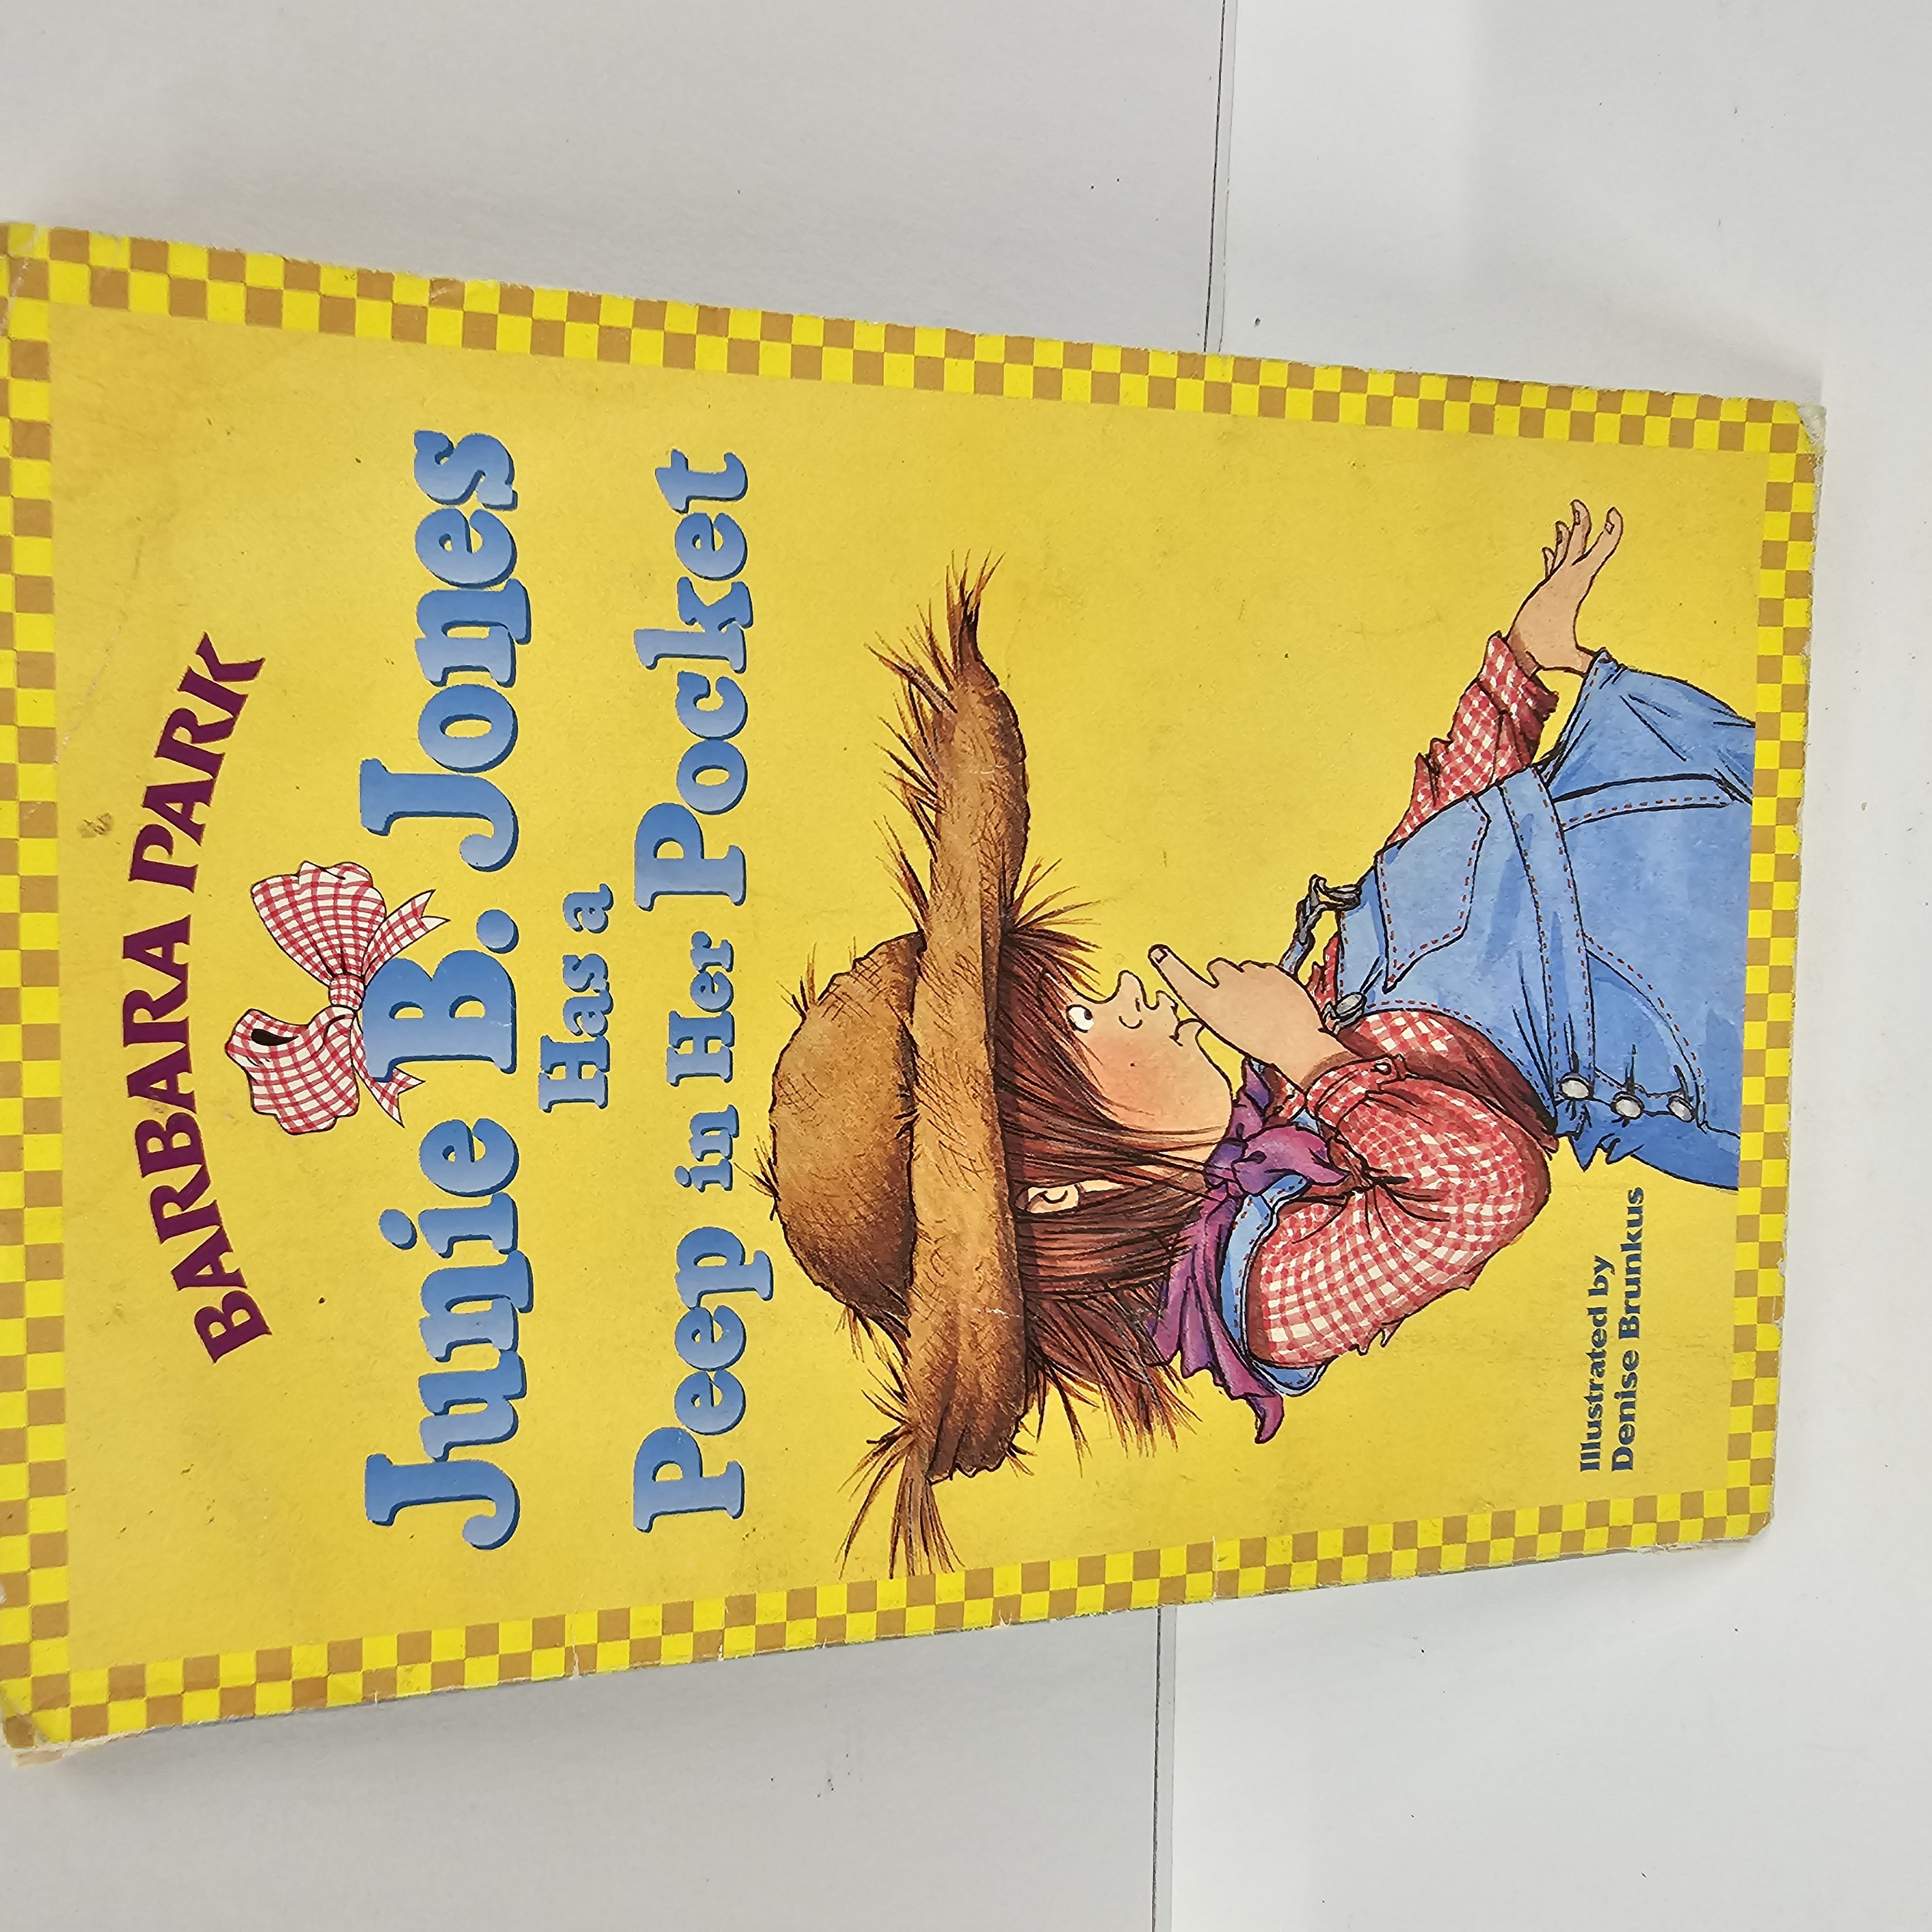 BARBARA PARK
Junie B. Jones
Has a
Peep in Her Pocket
Illustrated by
Denise Brunkus